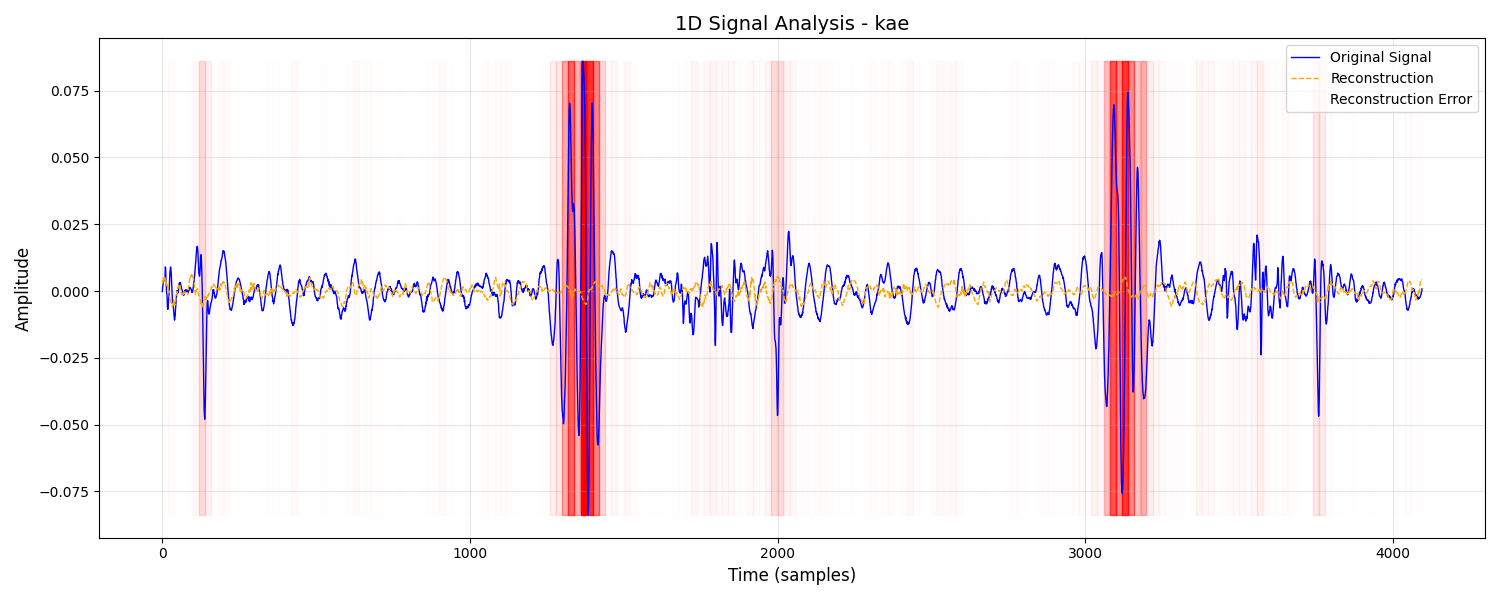 1D Signal Analysis - kae
Original Signal
Reconstruction
Reconstruction Error
Amplitude
0.075
0.050
0.025
0.000
−0.025
−0.050
−0.075
0 1000 2000 3000 4000
Time (samples)